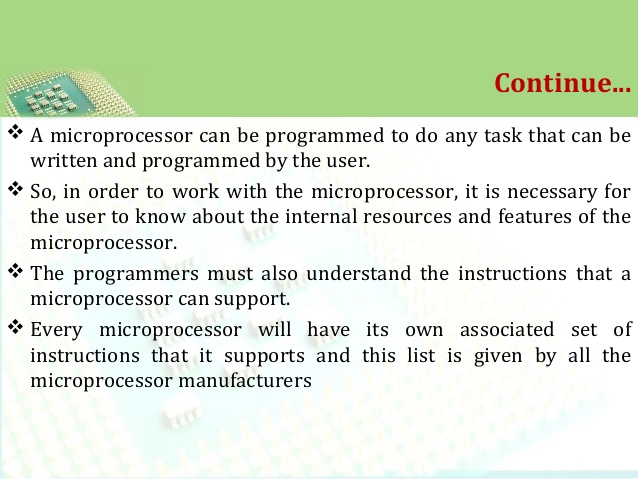 Continue...
❖ A microprocessor can be programmed to do any task that can be
written and programmed by the user.
❖ So, in order to work with the microprocessor, it is necessary for
the user to know about the internal resources and features of the
microprocessor.
❖ The programmers must also understand the instructions that a
microprocessor can support.
❖ Every microprocessor will have its own associated set of
instructions that it supports and this list is given by all the
microprocessor manufacturers